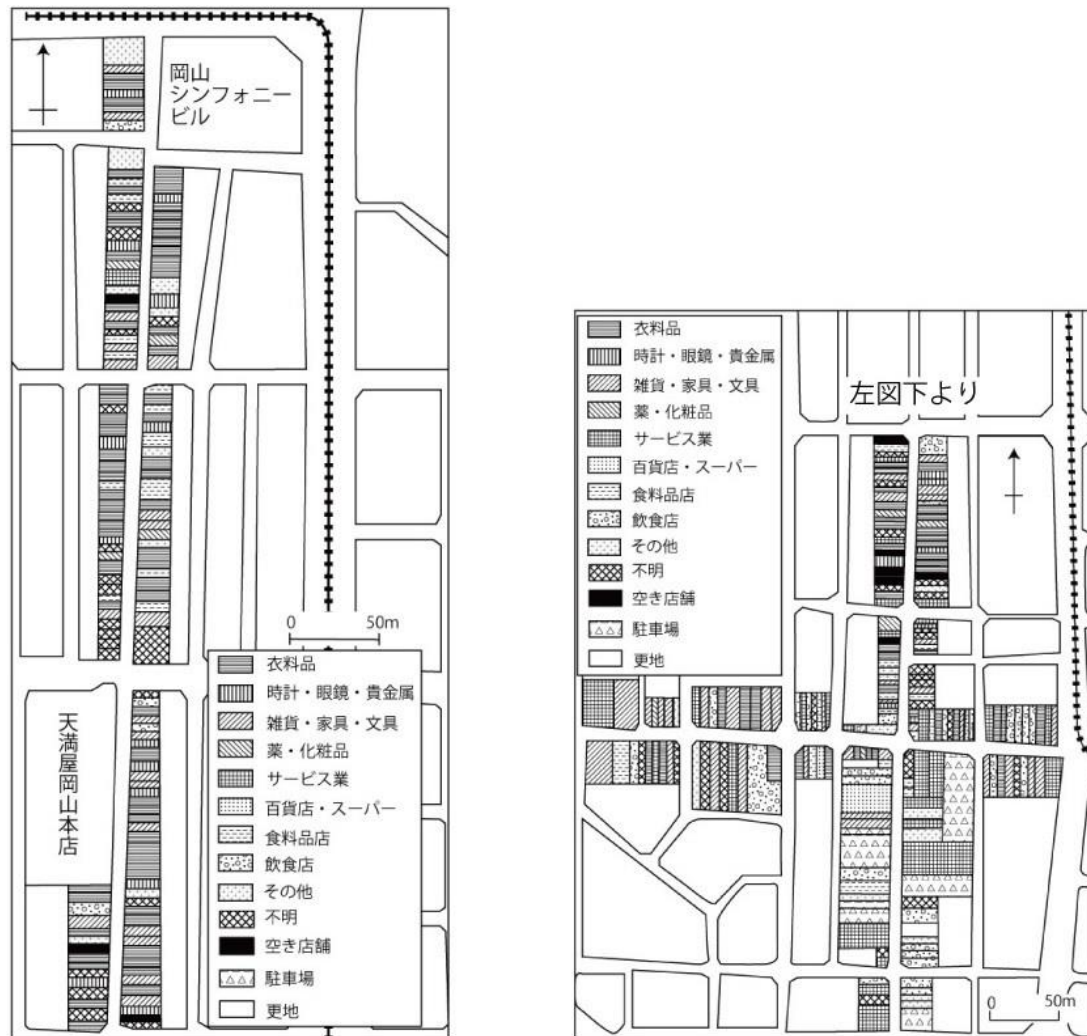 岡山
シンフォニー
ビル
0 50m
衣料品
時計・眼鏡・貴金属
雑貨・家具・文具
薬・化粧品
サービス業
百貨店・スーパー
食料品店
飲食店
その他
不明
空き店舗
駐車場
更地
天満屋岡山本店
衣料品
時計・眼鏡・貴金属
雑貨・家具・文具
薬・化粧品
サービス業
百貨店・スーパー
食料品店
飲食店
その他
不明
空き店舗
駐車場
更地
左図下より
0 50m